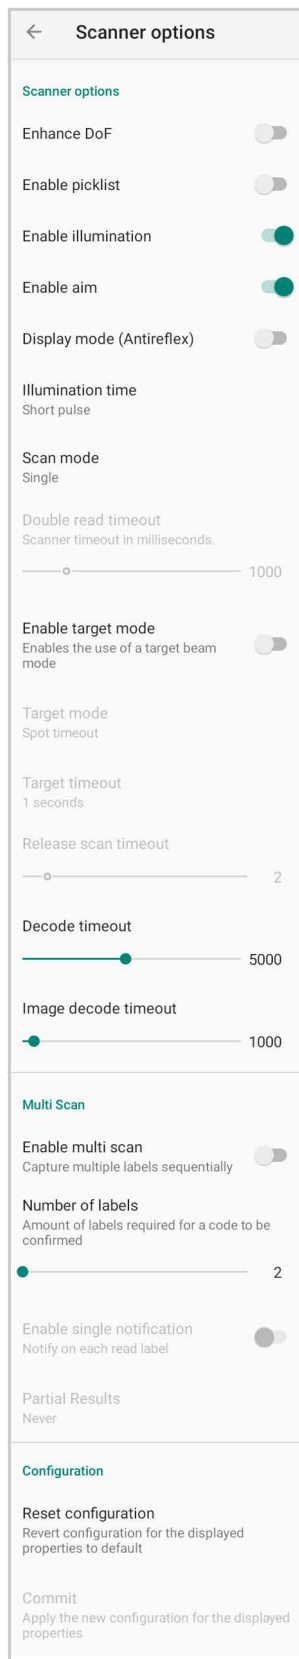 Scanner options
Scanner options
Enhance DoF
Enable picklist
Enable illumination
Enable aim
Display mode (Antireflex)
Illumination time
Short pulse
Scan mode
Single
Double read timeout
Scanner timeout in milliseconds.
1000
Enable target mode
Enables the use of a target beam
mode
Target mode
Spot timeout
Target timeout
1 seconds
Release scan timeout
2
Decode timeout
5000
Image decode timeout
1000
Multi Scan
Enable multi scan
Capture multiple labels sequentially
Number of labels
Amount of labels required for a code to be
confirmed
2
Enable single notification
Notify on each read label
Partial Results
Never
Configuration
Reset configuration
Revert configuration for the displayed
properties to default
Commit
Apply the new configuration for the displayed
properties